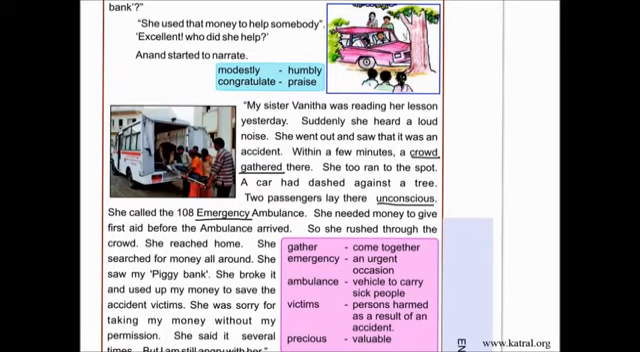 bank'?"
"She used that money to help somebody".
'Excellent! who did she help?'
Anand started to narrate.
modestly - humbly
congratulate - praise
"My sister Vanitha was reading her lesson
yesterday. Suddenly she heard a loud
noise. She went out and saw that it was an
accident. Within a few minutes, a crowd
gathered there. She too ran to the spot.
A car had dashed against a tree.
Two passengers lay there unconscious.
She called the 108 Emergency Ambulance. She needed money to give
first aid before the Ambulance arrived. So she rushed through the
crowd. She reached home. She
searched for money all around. She
saw my 'Piggy bank'. She broke it
and used up my money to save the
accident victims. She was sorry for
taking my money without my
permission. She said it several
times. But I am still angry with her."
gather - come together
emergency - an urgent
occasion
ambulance - vehicle to carry
sick people
victims - persons harmed
as a result of an
accident.
precious - valuable
EN
www.katral.org